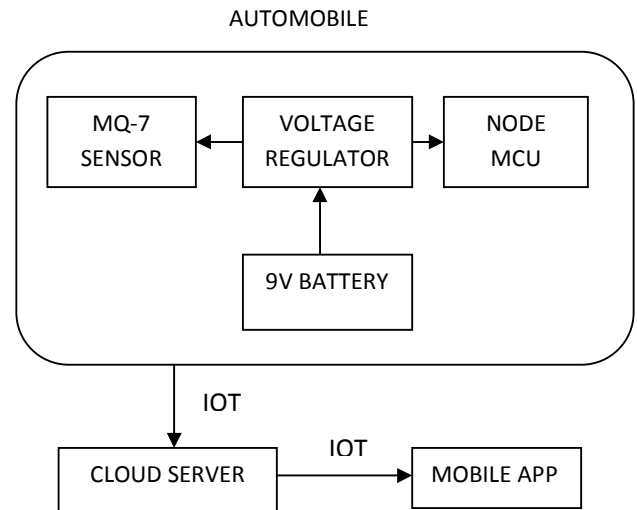 AUTOMOBILE
MQ-7
SENSOR
VOLTAGE
REGULATOR
NODE
MCU
9V BATTERY
IOT
IOT
CLOUD SERVER
MOBILE APP